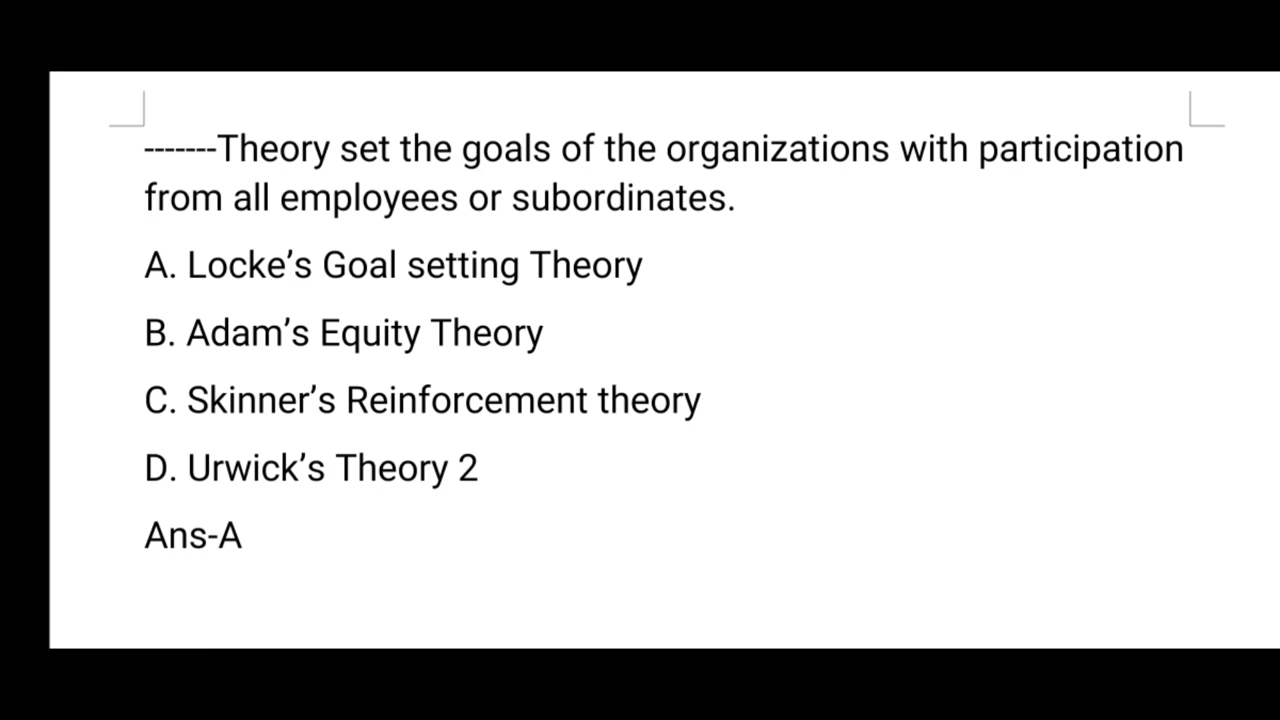 -------Theory set the goals of the organizations with participation
from all employees or subordinates.
A. Locke’s Goal setting Theory
B. Adam’s Equity Theory
C. Skinner’s Reinforcement theory
D. Urwick’s Theory 2
Ans-A